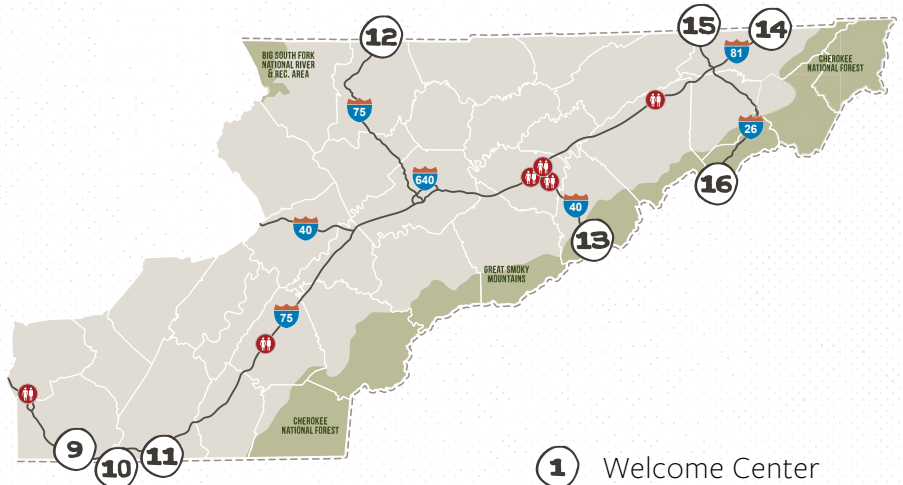 12
15
14
BIG SOUTH FORK
NATIONAL RIVER
& REC. AREA
81
CHEROKEE
NATIONAL FOREST
75
26
640
16
40
40
13
GREAT SMOKY
MOUNTAINS
75
CHEROKEE
NATIONAL FOREST
9
10
11
1 Welcome Center